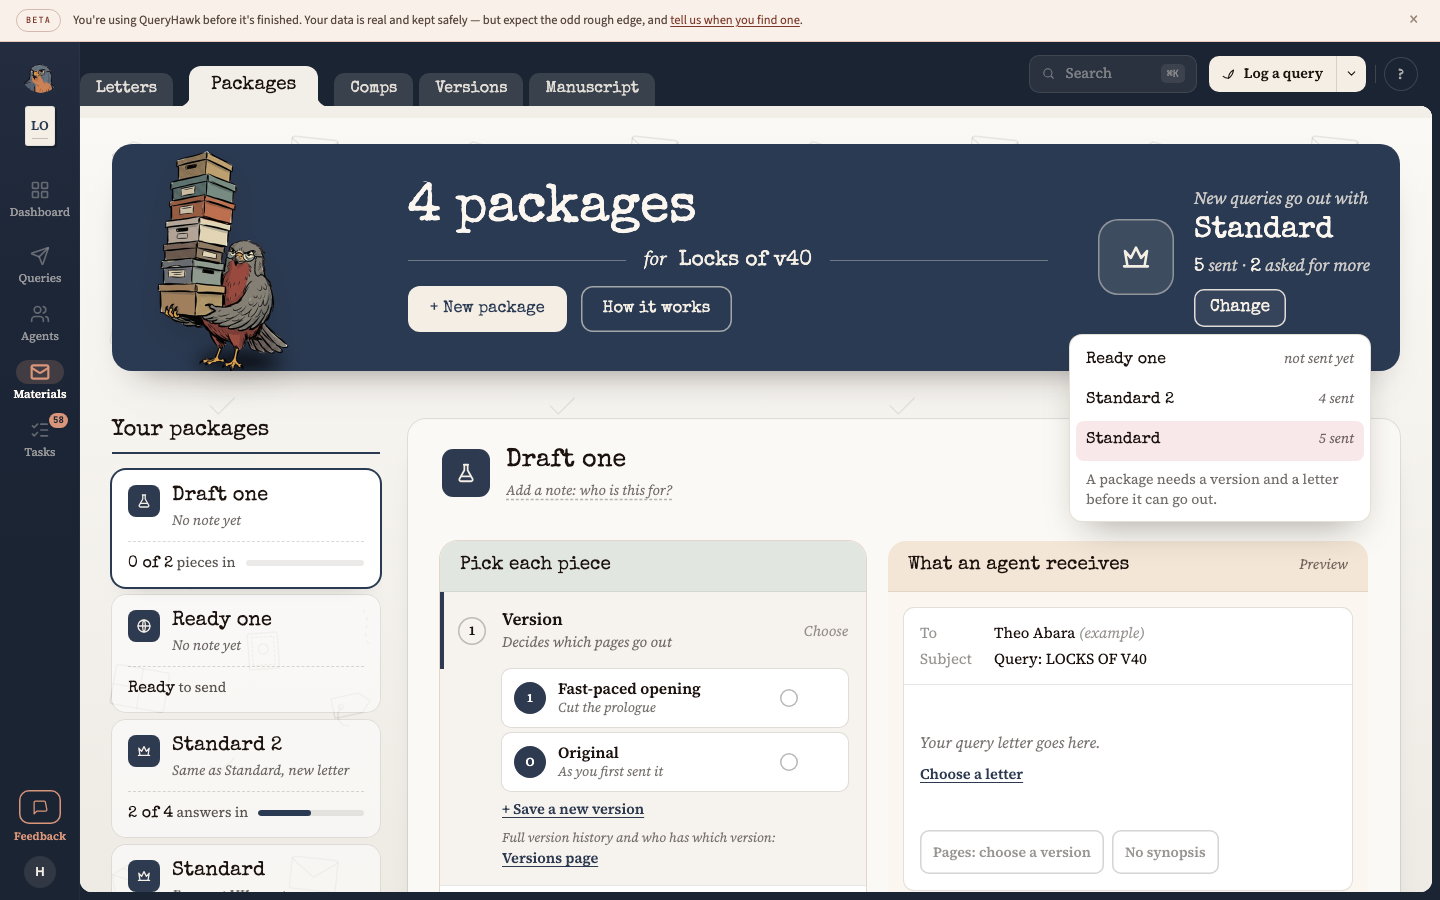 BETA
You're using QueryHawk before it's finished. Your data is real and kept safely — but expect the odd rough edge, and tell us when you find one.
×
Letters
Packages
Comps
Versions
Manuscript
Search
⌘K
Log a query
?
LO
Dashboard
Queries
Agents
Materials
58
Tasks
Feedback
H
4 packages
for Locks of v40
+ New package
How it works
New queries go out with
Standard
5 sent · 2 asked for more
Change
Ready one
not sent yet
Standard 2
4 sent
Standard
5 sent
A package needs a version and a letter
before it can go out.
Your packages
Draft one
No note yet
0 of 2 pieces in
Ready one
No note yet
Ready to send
Standard 2
Same as Standard, new letter
2 of 4 answers in
Standard
Draft one
Add a note: who is this for?
Pick each piece
1
Version
Decides which pages go out
Choose
1
Fast-paced opening
Cut the prologue
O
Original
As you first sent it
+ Save a new version
Full version history and who has which version:
Versions page
What an agent receives
Preview
To
Theo Abara (example)
Subject
Query: LOCKS OF V40
Your query letter goes here.
Choose a letter
Pages: choose a version
No synopsis